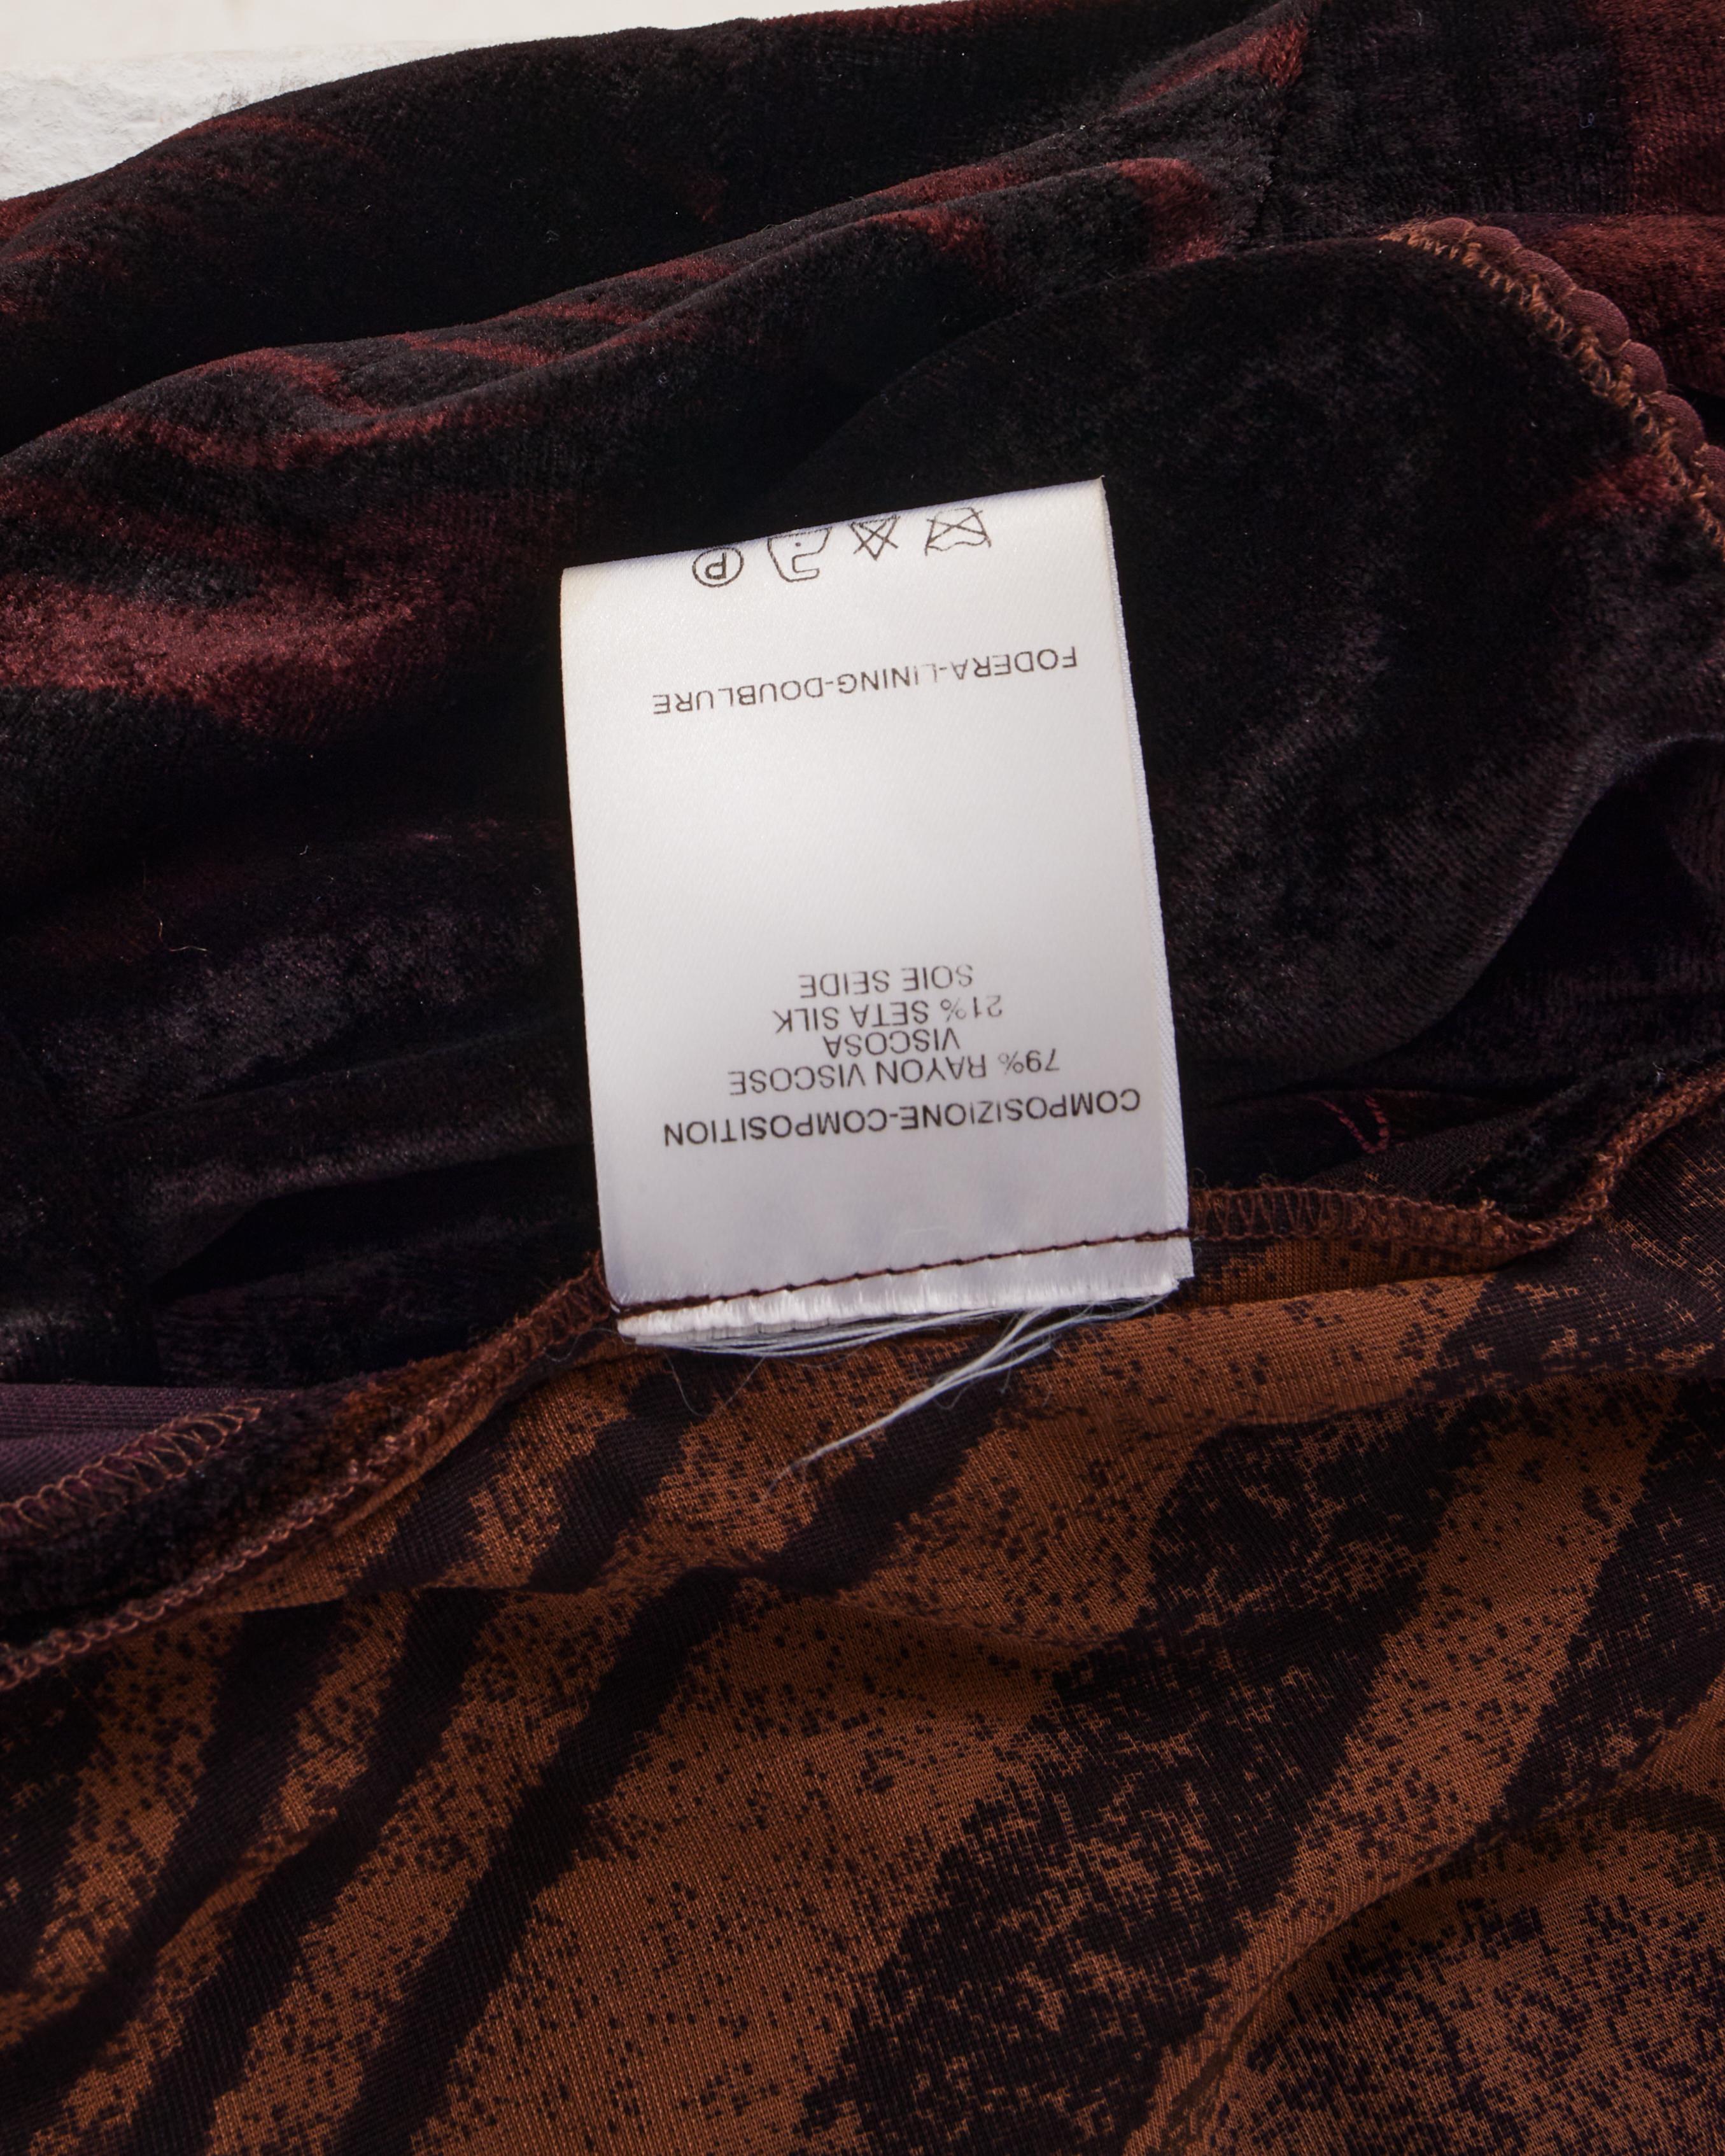 COMPOSIZIONE-COMPOSITION
79% RAYON VISCOSE
VISCOSA
21% SETA SILK
SOIE SEIDE
FODERA-LINING-DOUBLURE
P